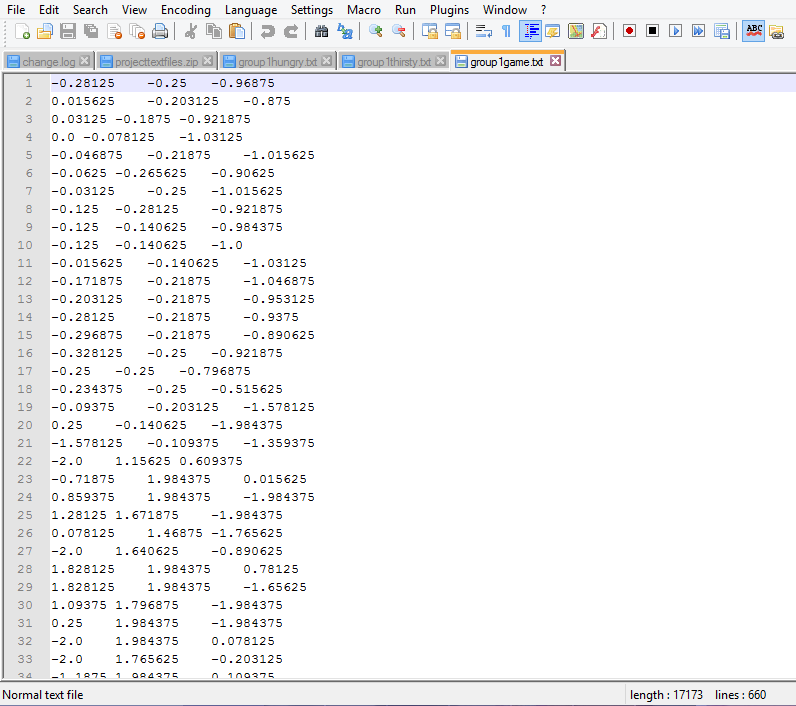 File Edit Search View Encoding Language Settings Macro Run Plugins Window ?
ABC
change.log projecttextfiles.zip group1hungry.txt group1thirsty.txt group1game.txt
1 -0.28125 -0.25 -0.96875
2 0.015625 -0.203125 -0.875
3 0.03125 -0.1875 -0.921875
4 0.0 -0.078125 -1.03125
5 -0.046875 -0.21875 -1.015625
6 -0.0625 -0.265625 -0.90625
7 -0.03125 -0.25 -1.015625
8 -0.125 -0.28125 -0.921875
9 -0.125 -0.140625 -0.984375
10 -0.125 -0.140625 -1.0
11 -0.015625 -0.140625 -1.03125
12 -0.171875 -0.21875 -1.046875
13 -0.203125 -0.21875 -0.953125
14 -0.28125 -0.21875 -0.9375
15 -0.296875 -0.21875 -0.890625
16 -0.328125 -0.25 -0.921875
17 -0.25 -0.25 -0.796875
18 -0.234375 -0.25 -0.515625
19 -0.09375 -0.203125 -1.578125
20 0.25 -0.140625 -1.984375
21 -1.578125 -0.109375 -1.359375
22 -2.0 1.15625 0.609375
23 -0.71875 1.984375 0.015625
24 0.859375 1.984375 -1.984375
25 1.28125 1.671875 -1.984375
26 0.078125 1.46875 -1.765625
27 -2.0 1.640625 -0.890625
28 1.828125 1.984375 0.78125
29 1.828125 1.984375 -1.65625
30 1.09375 1.796875 -1.984375
31 0.25 1.984375 -1.984375
32 -2.0 1.984375 0.078125
33 -2.0 1.765625 -0.203125
34 -1.1875 1.984375 0.109375
Normal text file length : 17173 lines : 660